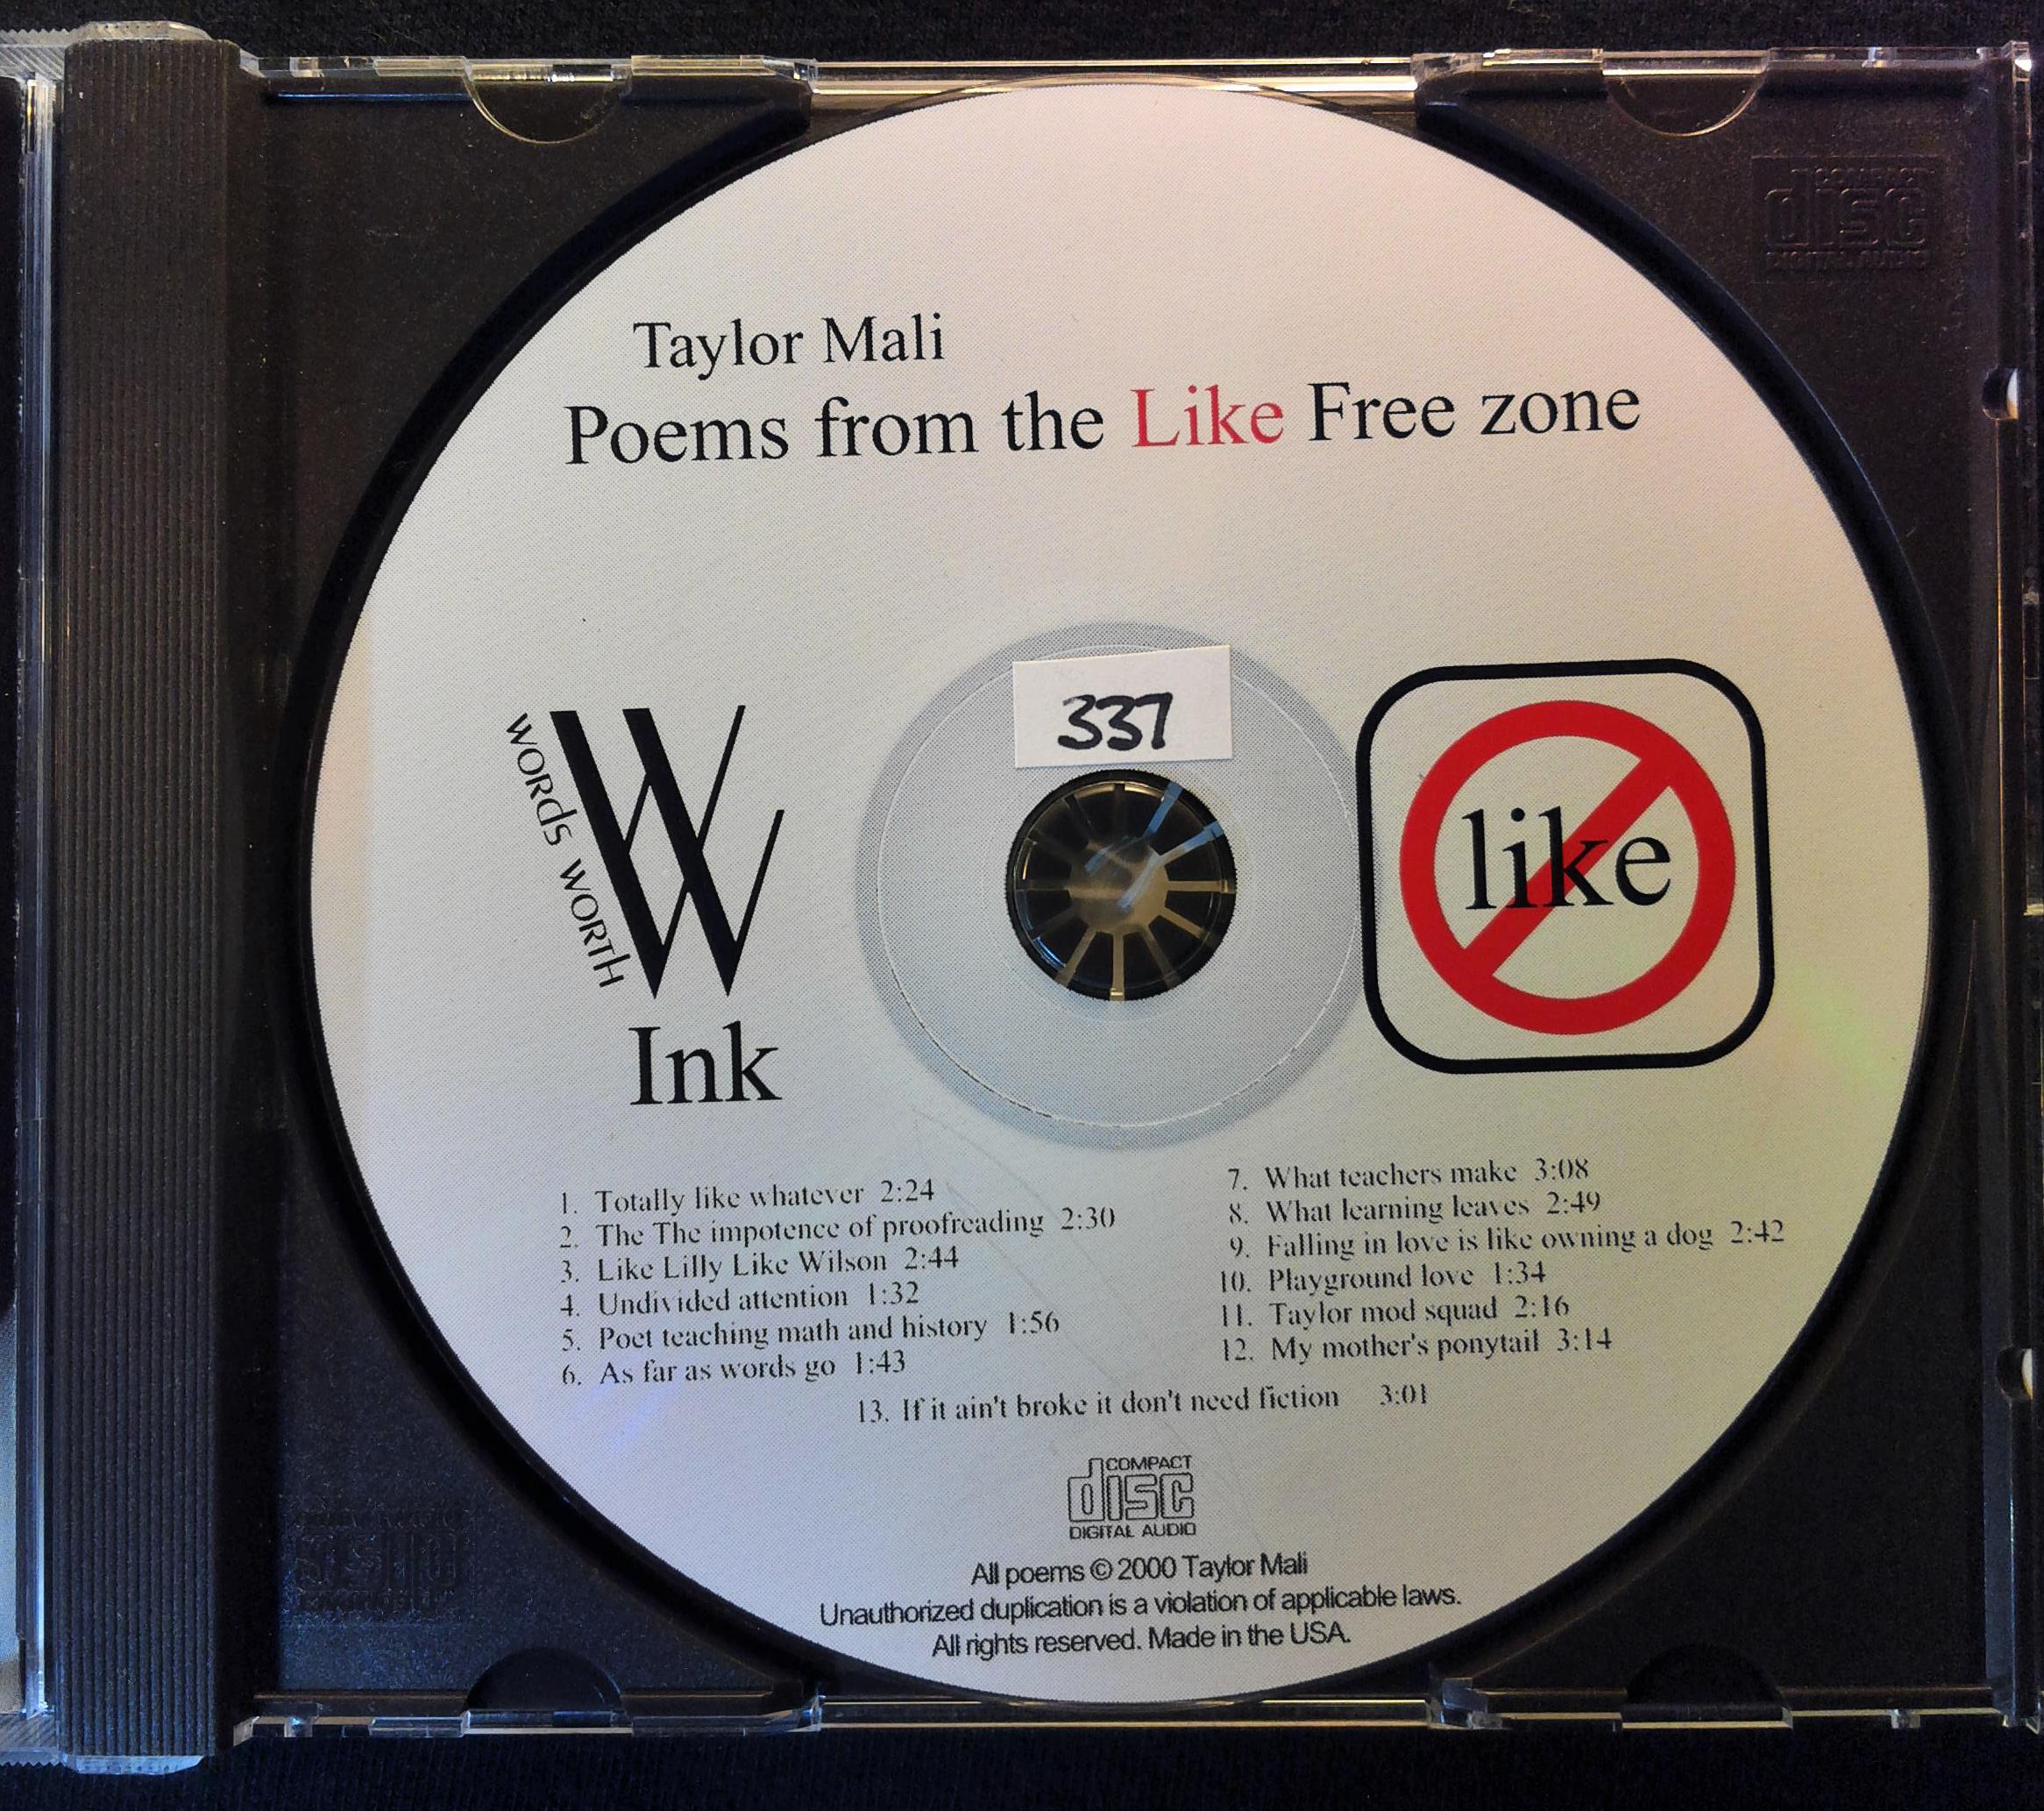 Taylor Mali
Poems from the Like Free zone
337
WORds WORTH
W
Ink
like
1. Totally like whatever 2:24
2. The The impotence of proofreading 2:30
3. Like Lilly Like Wilson 2:44
4. Undivided attention 1:32
5. Poet teaching math and history 1:56
6. As far as words go 1:43
7. What teachers make 3:08
8. What learning leaves 2:49
9. Falling in love is like owning a dog 2:42
10. Playground love 1:34
11. Taylor mod squad 2:16
12. My mother's ponytail 3:14
13. If it ain't broke it don't need fiction 3:01
COMPACT
disc
DIGITAL AUDIO
All poems © 2000 Taylor Mali
Unauthorized duplication is a violation of applicable laws.
All rights reserved. Made in the USA.
COMPACT
disc
DIGITAL AUDIO